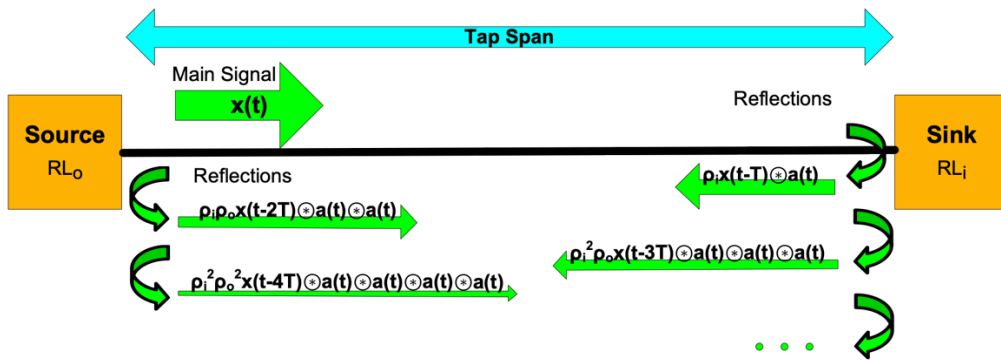 Tap Span
Main Signal
x(t)
Reflections
Source
RLₒ
Sink
RLᵢ
ρᵢx(t-T)⊛a(t)
Reflections
ρᵢρₒx(t-2T)⊛a(t)⊛a(t)
ρᵢ²ρₒx(t-3T)⊛a(t)⊛a(t)⊛a(t)
ρᵢ²ρₒ²x(t-4T)⊛a(t)⊛a(t)⊛a(t)⊛a(t)
• • •